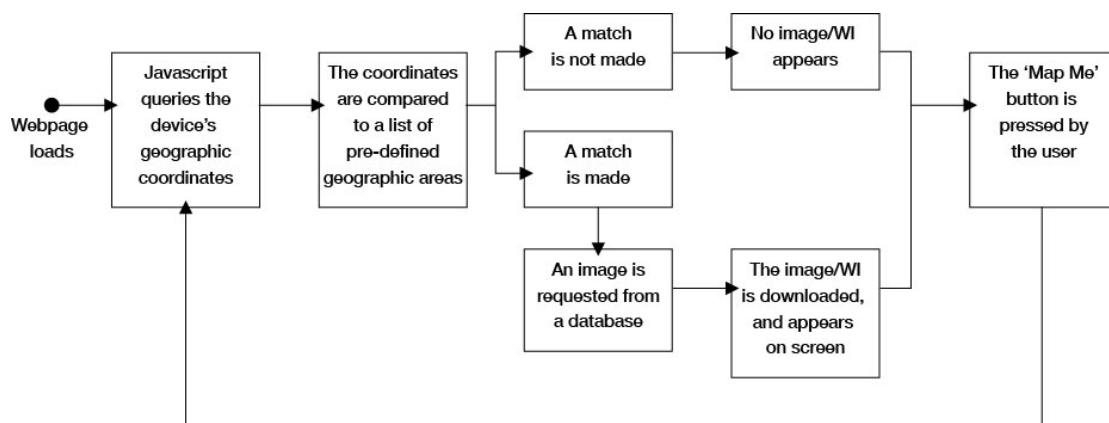 Webpage
loads
Javascript
queries the
device's
geographic
coordinates
The coordinates
are compared
to a list of
pre-defined
geographic areas
A match
is not made
No image/WI
appears
A match
is made
An image is
requested from
a database
The image/WI
is downloaded,
and appears
on screen
The ‘Map Me’
button is
pressed by
the user